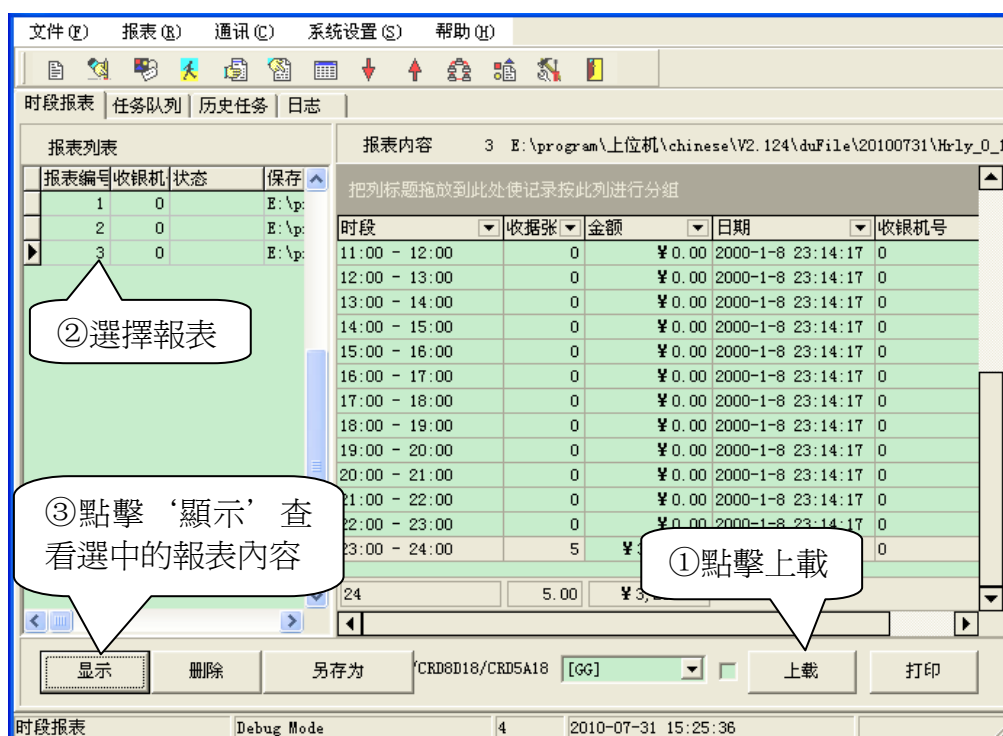 文件(F) 报表(R) 通讯(C) 系统设置(S) 帮助(H)
时段报表 任务队列 历史任务 日志
报表列表
报表内容 3 E:\program\上位机\chinese\V2.124\duFile\20100731\Hrly_0_1
报表编号 收银机 状态 保存
1 0 E:\p
2 0 E:\p
3 0 E:\p
②選擇報表
把列标题拖放到此处使记录按此列进行分组
时段 收据张 金额 日期 收银机号
11:00 - 12:00 0 ¥0.00 2000-1-8 23:14:17 0
12:00 - 13:00 0 ¥0.00 2000-1-8 23:14:17 0
13:00 - 14:00 0 ¥0.00 2000-1-8 23:14:17 0
14:00 - 15:00 0 ¥0.00 2000-1-8 23:14:17 0
15:00 - 16:00 0 ¥0.00 2000-1-8 23:14:17 0
16:00 - 17:00 0 ¥0.00 2000-1-8 23:14:17 0
17:00 - 18:00 0 ¥0.00 2000-1-8 23:14:17 0
18:00 - 19:00 0 ¥0.00 2000-1-8 23:14:17 0
19:00 - 20:00 0 ¥0.00 2000-1-8 23:14:17 0
20:00 - 21:00 0 ¥0.00 2000-1-8 23:14:17 0
21:00 - 22:00 0 ¥0.00 2000-1-8 23:14:17 0
22:00 - 23:00 0 ¥0.00 2000-1-8 23:14:17 0
23:00 - 24:00 5 ¥ 0
24 5.00 ¥3,
③點擊‘顯示’查
看選中的報表內容
①點擊上載
显示 删除 另存为 /CRD8D18/CRD5A18 [GG] 上载 打印
时段报表 Debug Mode 4 2010-07-31 15:25:36